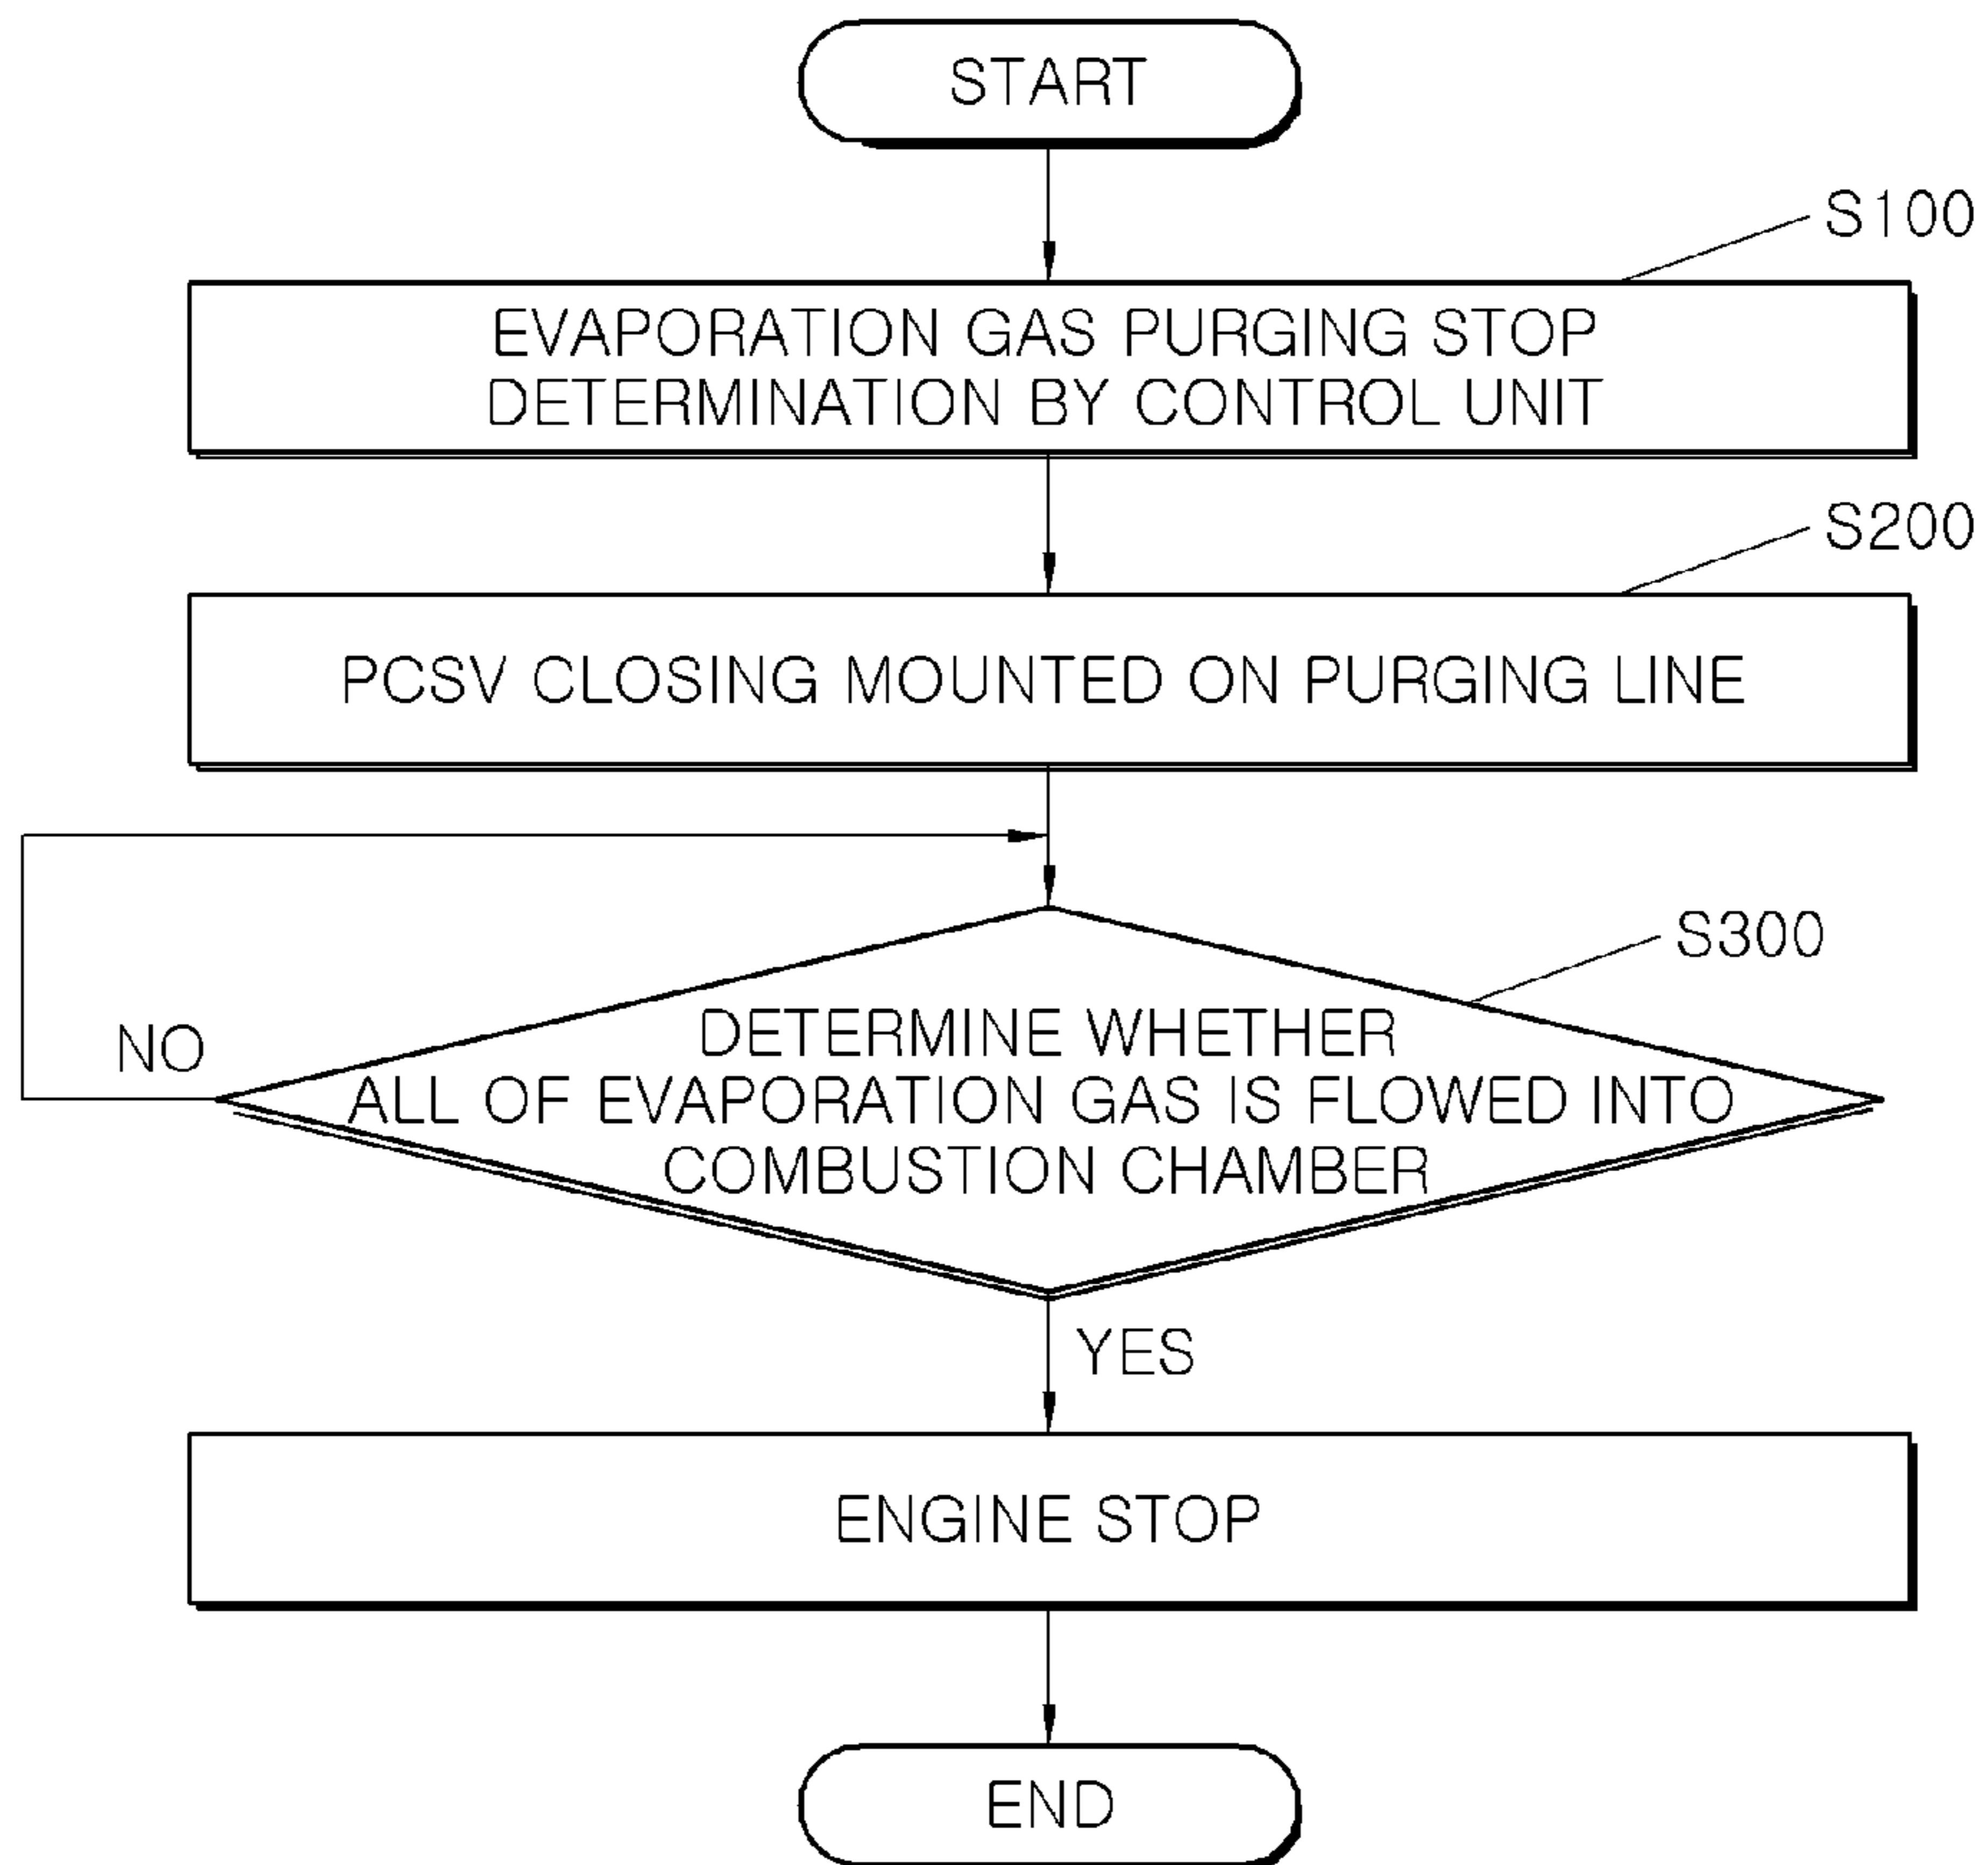 START
S100
EVAPORATION GAS PURGING STOP
DETERMINATION BY CONTROL UNIT
S200
PCSV CLOSING MOUNTED ON PURGING LINE
S300
DETERMINE WHETHER
NO
ALL OF EVAPORATION GAS IS FLOWED INTO
COMBUSTION CHAMBER
YES
ENGINE STOP
END